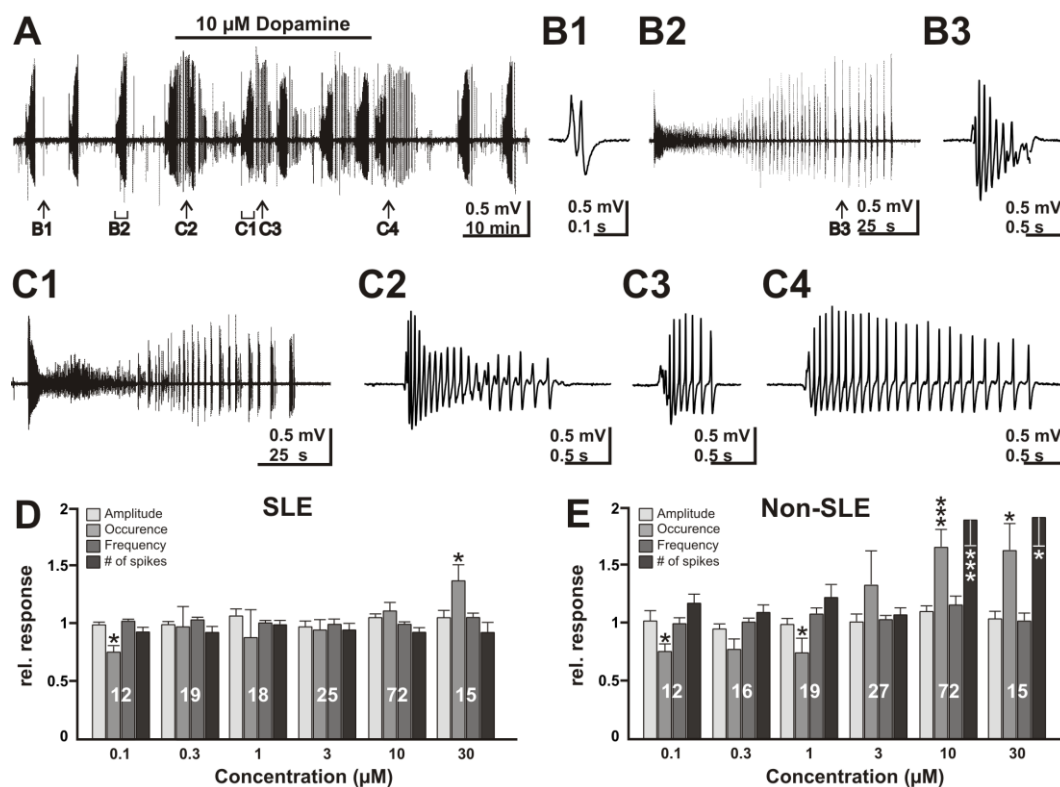 A
10 µM Dopamine
B1
B2
C2
C1 C3
C4
0.5 mV
10 min
B1
0.5 mV
0.1 s
B2
B3
0.5 mV
25 s
B3
0.5 mV
0.5 s
C1
0.5 mV
25 s
C2
0.5 mV
0.5 s
C3
0.5 mV
0.5 s
C4
0.5 mV
0.5 s
D
SLE
Amplitude
Occurence
Frequency
# of spikes
rel. response
2
1.5
1
0.5
0
*
*
12 19 18 25 72 15
0.1 0.3 1 3 10 30
Concentration (µM)
E
Non-SLE
Amplitude
Occurence
Frequency
# of spikes
rel. response
2
1.5
1
0.5
0
*
*
***
***
*
*
12 16 19 27 72 15
0.1 0.3 1 3 10 30
Concentration (µM)